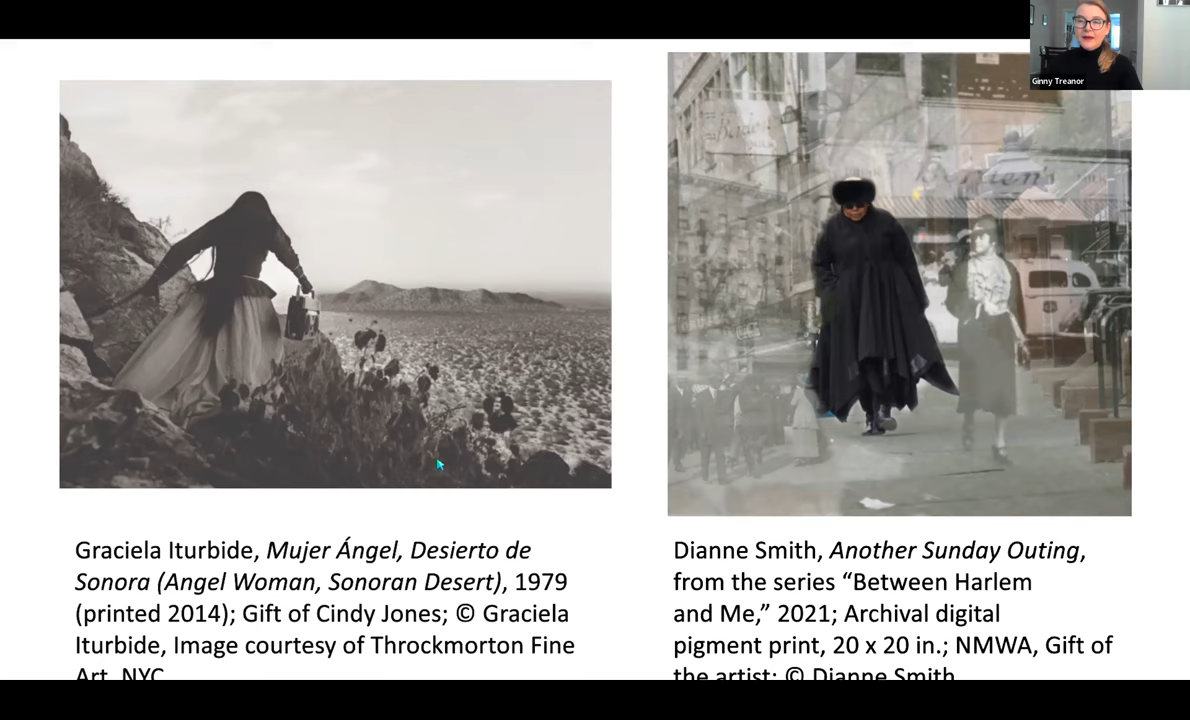 Ginny Treanor
Graciela Iturbide, Mujer Ángel, Desierto de
Sonora (Angel Woman, Sonoran Desert), 1979
(printed 2014); Gift of Cindy Jones; © Graciela
Iturbide, Image courtesy of Throckmorton Fine
Art, NYC
Dianne Smith, Another Sunday Outing,
from the series “Between Harlem
and Me,” 2021; Archival digital
pigment print, 20 x 20 in.; NMWA, Gift of
the artist; © Dianne Smith